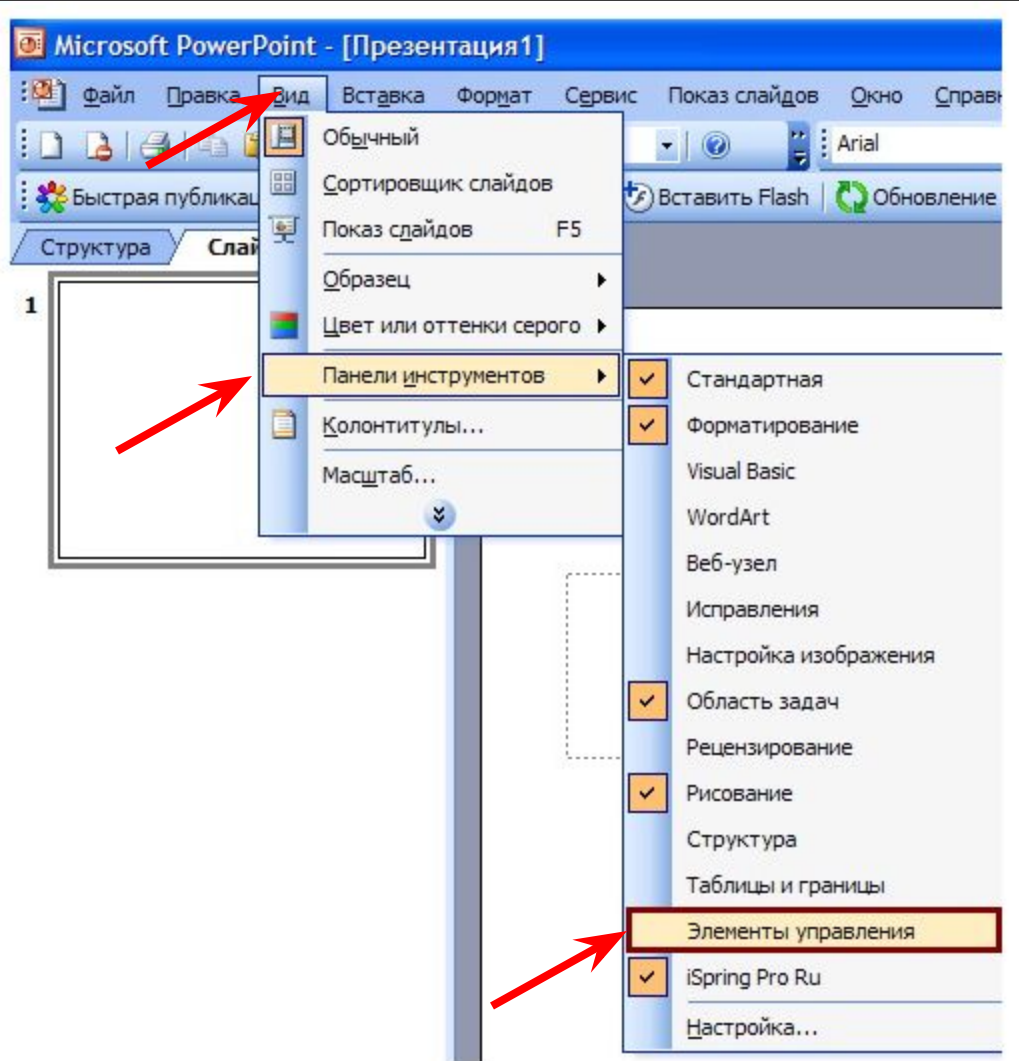 Microsoft PowerPoint - [Презентация1]
Файл Правка Вид Вставка Формат Сервис Показ слайдов Окно
Arial
Быстрая Вставить Flash Обновление
Структура
1
Обычный
Сортировщик слайдов
Показ слайдов F5
Образец
Цвет или оттенки серого
Панели инструментов
Колонтитулы...
Масштаб...
Стандартная
Форматирование
Visual Basic
WordArt
Веб-узел
Исправления
Настройка изображения
Область задач
Рецензирование
Рисование
Структура
Таблицы и границы
Элементы управления
iSpring Pro Ru
Настройка...